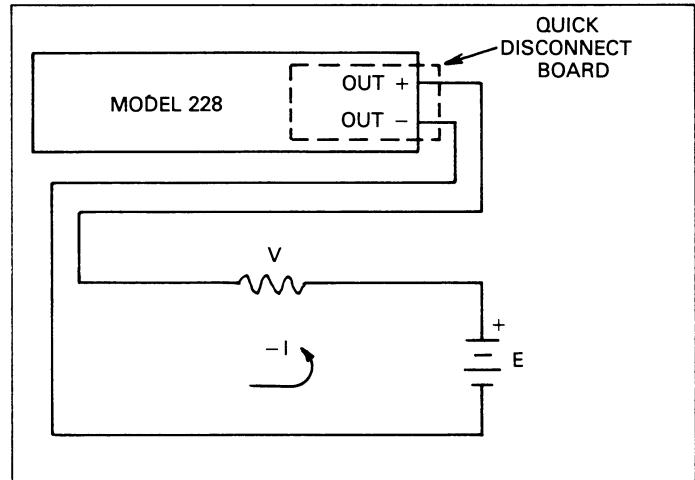 QUICK
DISCONNECT
BOARD
MODEL 228
OUT +
OUT −
V
−I
+
E